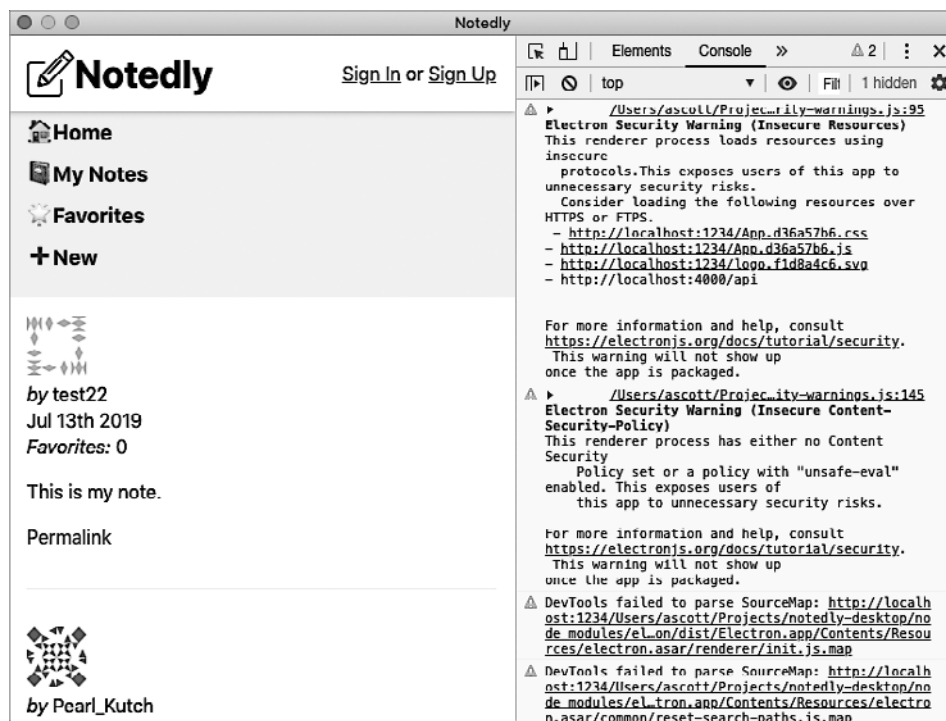 Notedly
Notedly
Sign In or Sign Up
Home
My Notes
Favorites
New
by test22
Jul 13th 2019
Favorites: 0
This is my note.
Permalink
by Pearl_Kutch
Elements Console » 2
top Filt 1 hidden
/Users/ascott/Projec…rity-warnings.js:95
Electron Security Warning (Insecure Resources)
This renderer process loads resources using
insecure
protocols.This exposes users of this app to
unnecessary security risks.
Consider loading the following resources over
HTTPS or FTPS.
– http://localhost:1234/App.d36a57b6.css
– http://localhost:1234/App.d36a57b6.js
– http://localhost:1234/logo.f1d8a4c6.svg
– http://localhost:4000/api
For more information and help, consult
https://electronjs.org/docs/tutorial/security.
This warning will not show up
once the app is packaged.
/Users/ascott/Projec…ity-warnings.js:145
Electron Security Warning (Insecure Content-
Security-Policy)
This renderer process has either no Content
Security
Policy set or a policy with "unsafe-eval"
enabled. This exposes users of
this app to unnecessary security risks.
For more information and help, consult
https://electronjs.org/docs/tutorial/security.
This warning will not show up
once the app is packaged.
DevTools failed to parse SourceMap: http://localh
ost:1234/Users/ascott/Projects/notedly-desktop/no
de_modules/el…on/dist/Electron.app/Contents/Resou
rces/electron.asar/renderer/init.js.map
DevTools failed to parse SourceMap: http://localh
ost:1234/Users/ascott/Projects/notedly-desktop/no
de_modules/el…tron.app/Contents/Resources/electro
n.asar/common/reset-search-paths.js.map